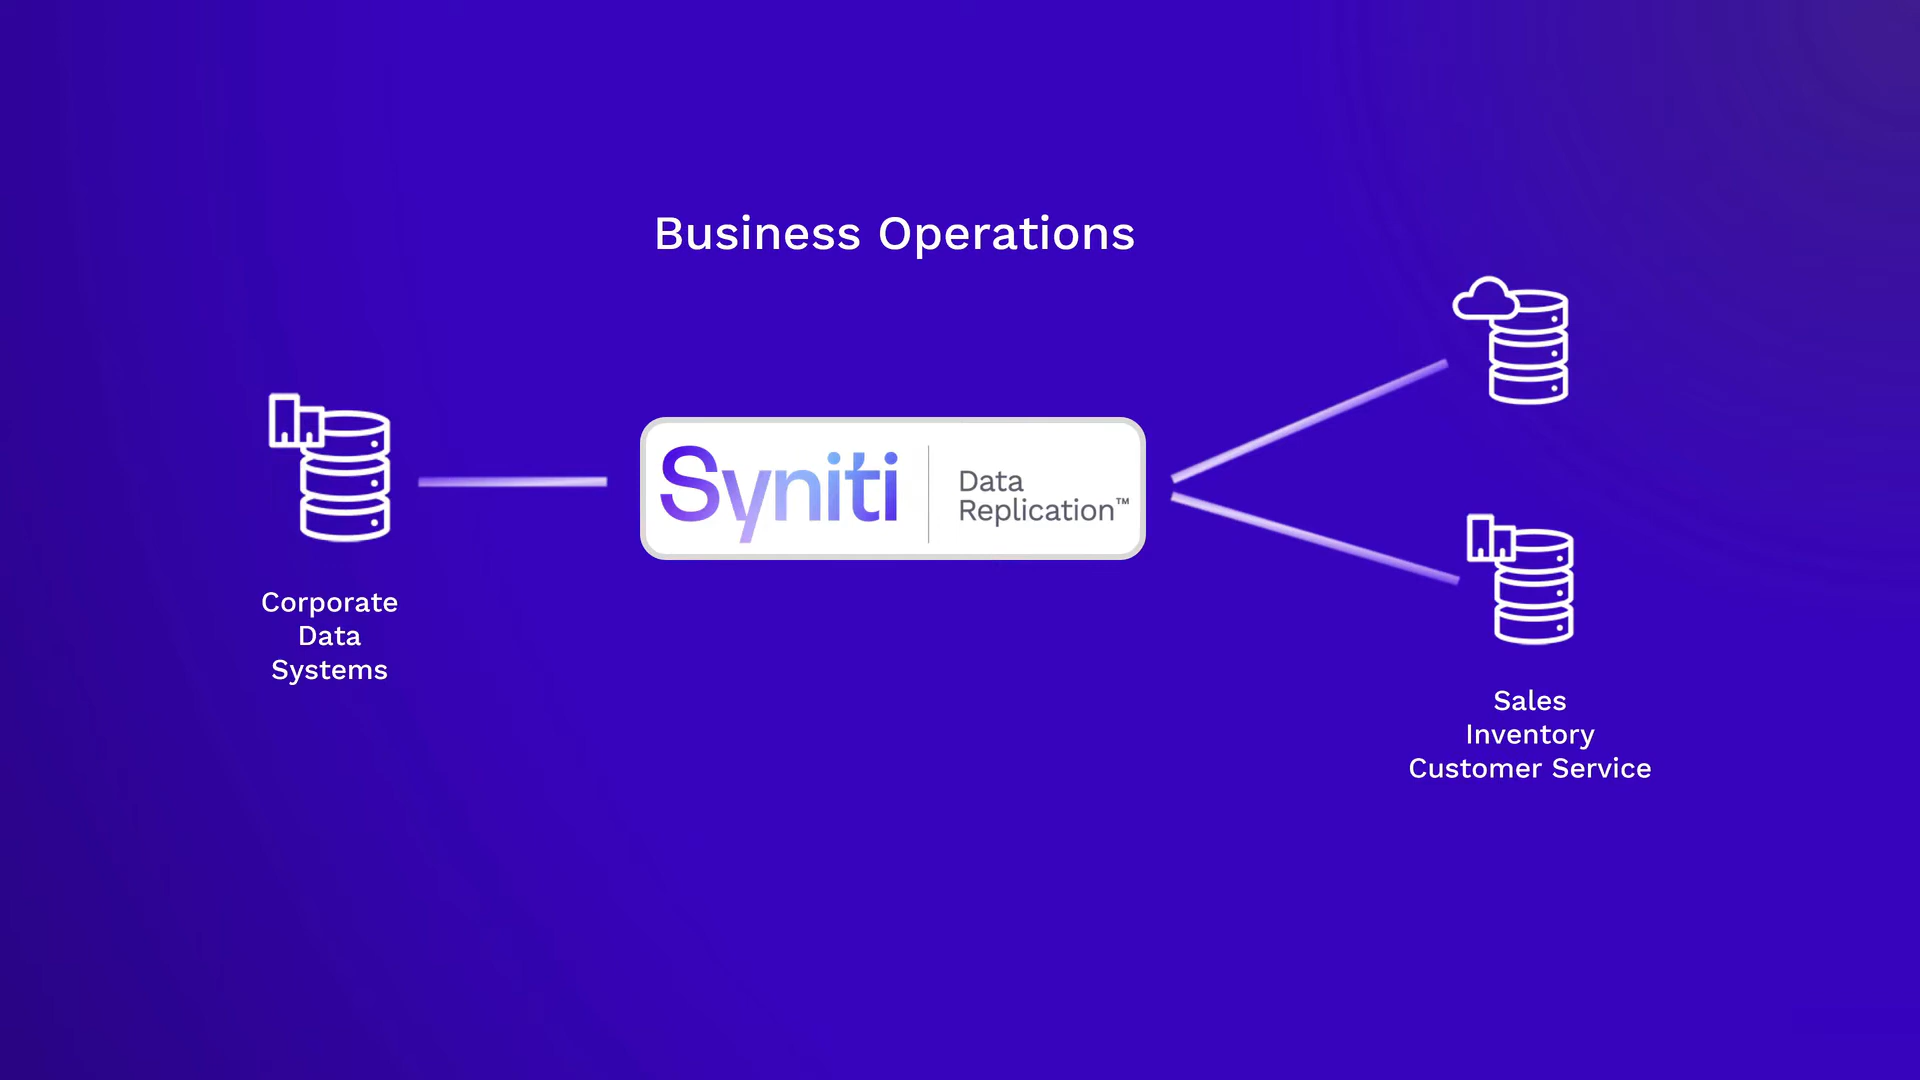 Business Operations
Corporate
Data
Systems
Syniti
Data
Replication™
Sales
Inventory
Customer Service